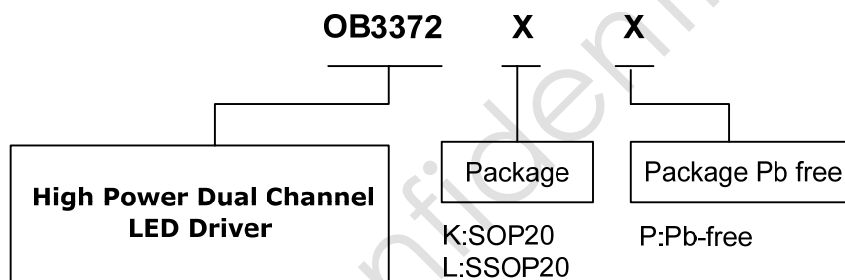 OB3372 X X
High Power Dual Channel
LED Driver
Package
K:SOP20
L:SSOP20
Package Pb free
P:Pb-free